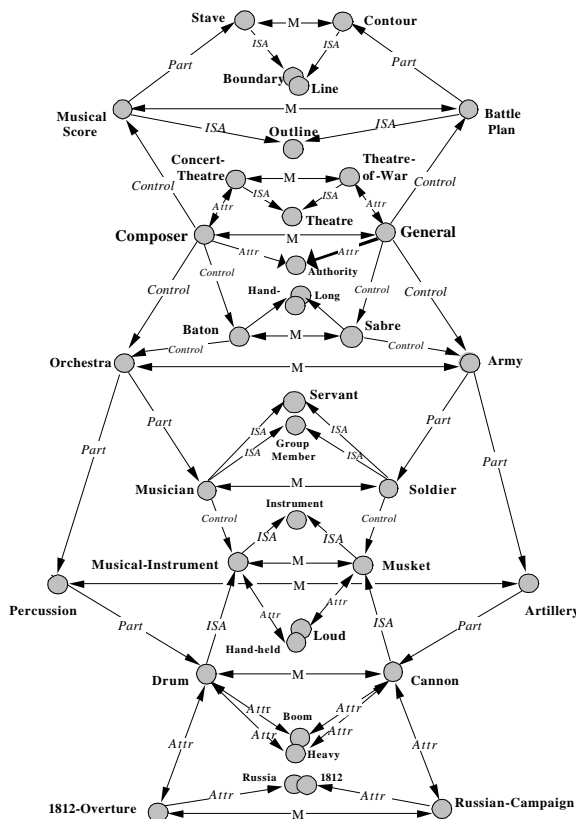 Stave
M
Contour
ISA
ISA
Part
Part
Boundary
Line
Musical
Score
M
Battle
Plan
ISA
ISA
Outline
Concert-
Theatre
M
Theatre-
of -War
ISA
ISA
Control
Control
Attr
Theatre
Attr
Composer
M
General
Attr
Attr
Authority
Control
Control
Control
Control
Hand-
Long
Baton
M
Sabre
Control
Control
Orchestra
M
Army
Servant
Part
Part
ISA
ISA
Group
Member
Part
Part
ISA
ISA
Musician
M
Soldier
Instrument
Control
ISA
Control
Musical-Instrument
M
Musket
M
Percussion
Artillery
Attr
Attr
Part
ISA
Hand-held
Loud
ISA
Part
Drum
M
Cannon
Attr
Boom
Attr
Attr
Attr
Heavy
Attr
Attr
Russia
1812
Attr
Attr
1812-Overture
M
Russian-Campaign